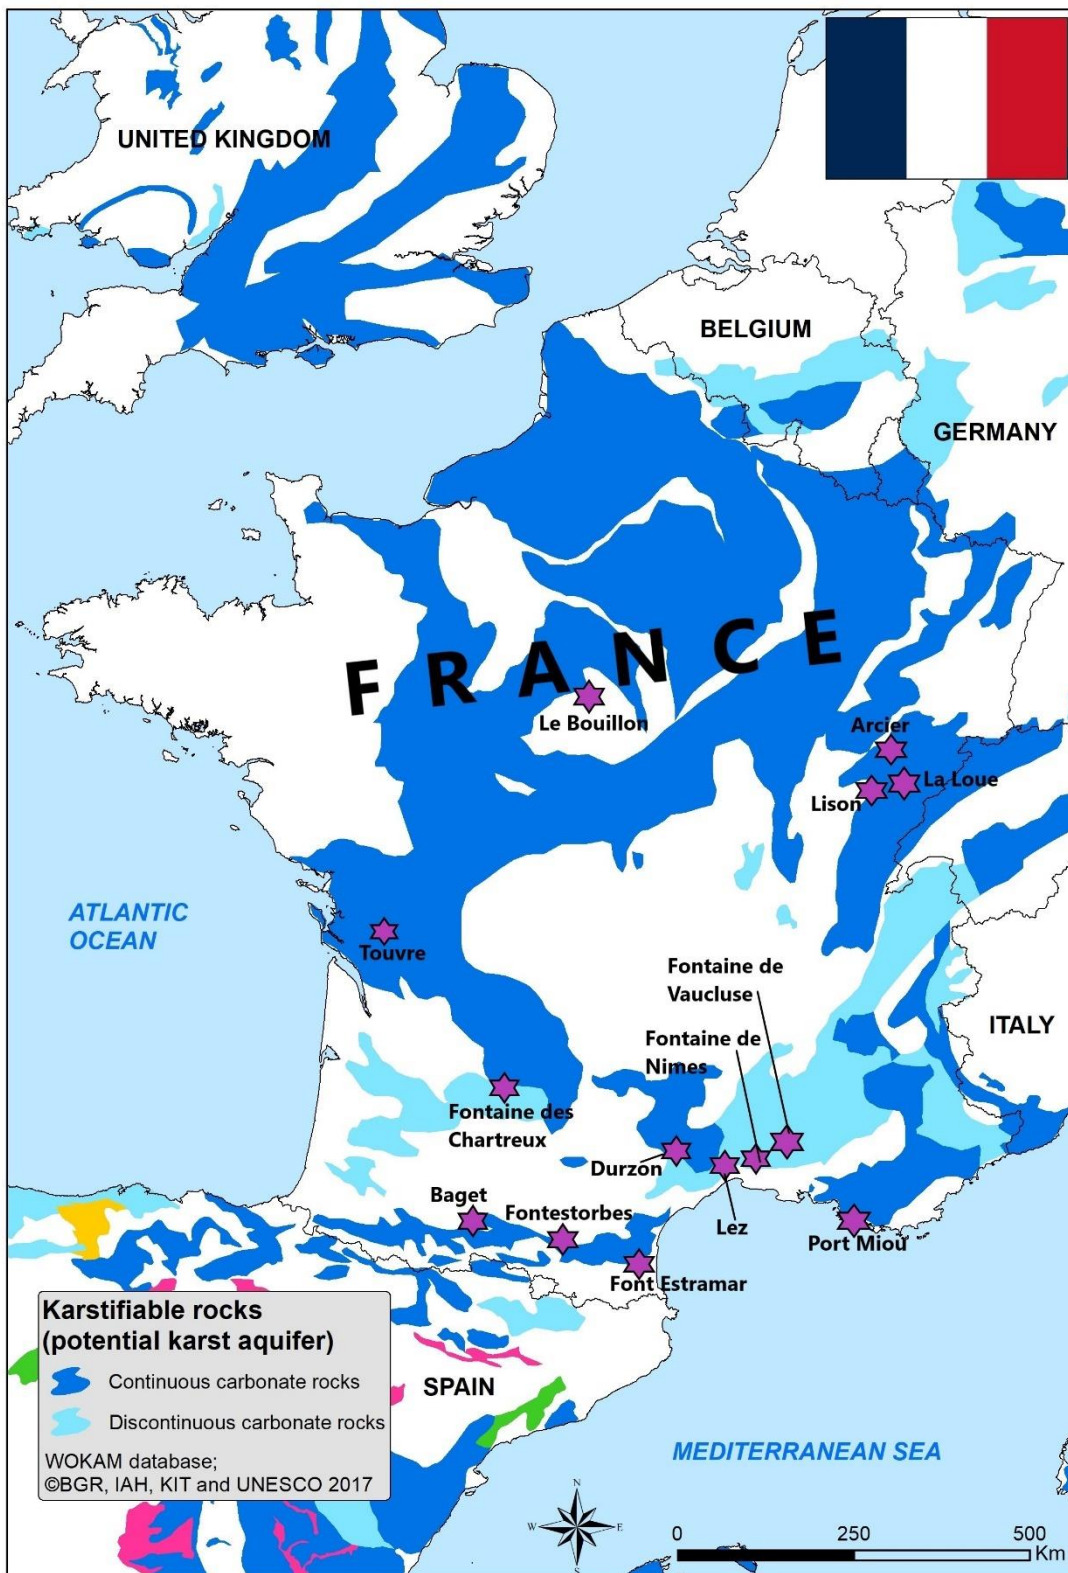 UNITED KINGDOM
BELGIUM
GERMANY
FRANCE
Le Bouillon
Arcier
La Loue
Lison
ATLANTIC
OCEAN
Touvre
Fontaine de
Vaucluse
ITALY
Fontaine de
Nimes
Fontaine des
Chartreux
Durzon
Baget
Fontestorbes
Lez
Port Miou
Font Estramar
Karstifiable rocks
(potential karst aquifer)
Continuous carbonate rocks
Discontinuous carbonate rocks
WOKAM database;
©BGR, IAH, KIT and UNESCO 2017
SPAIN
MEDITERRANEAN SEA
N
W
E
S
0
250
500
Km